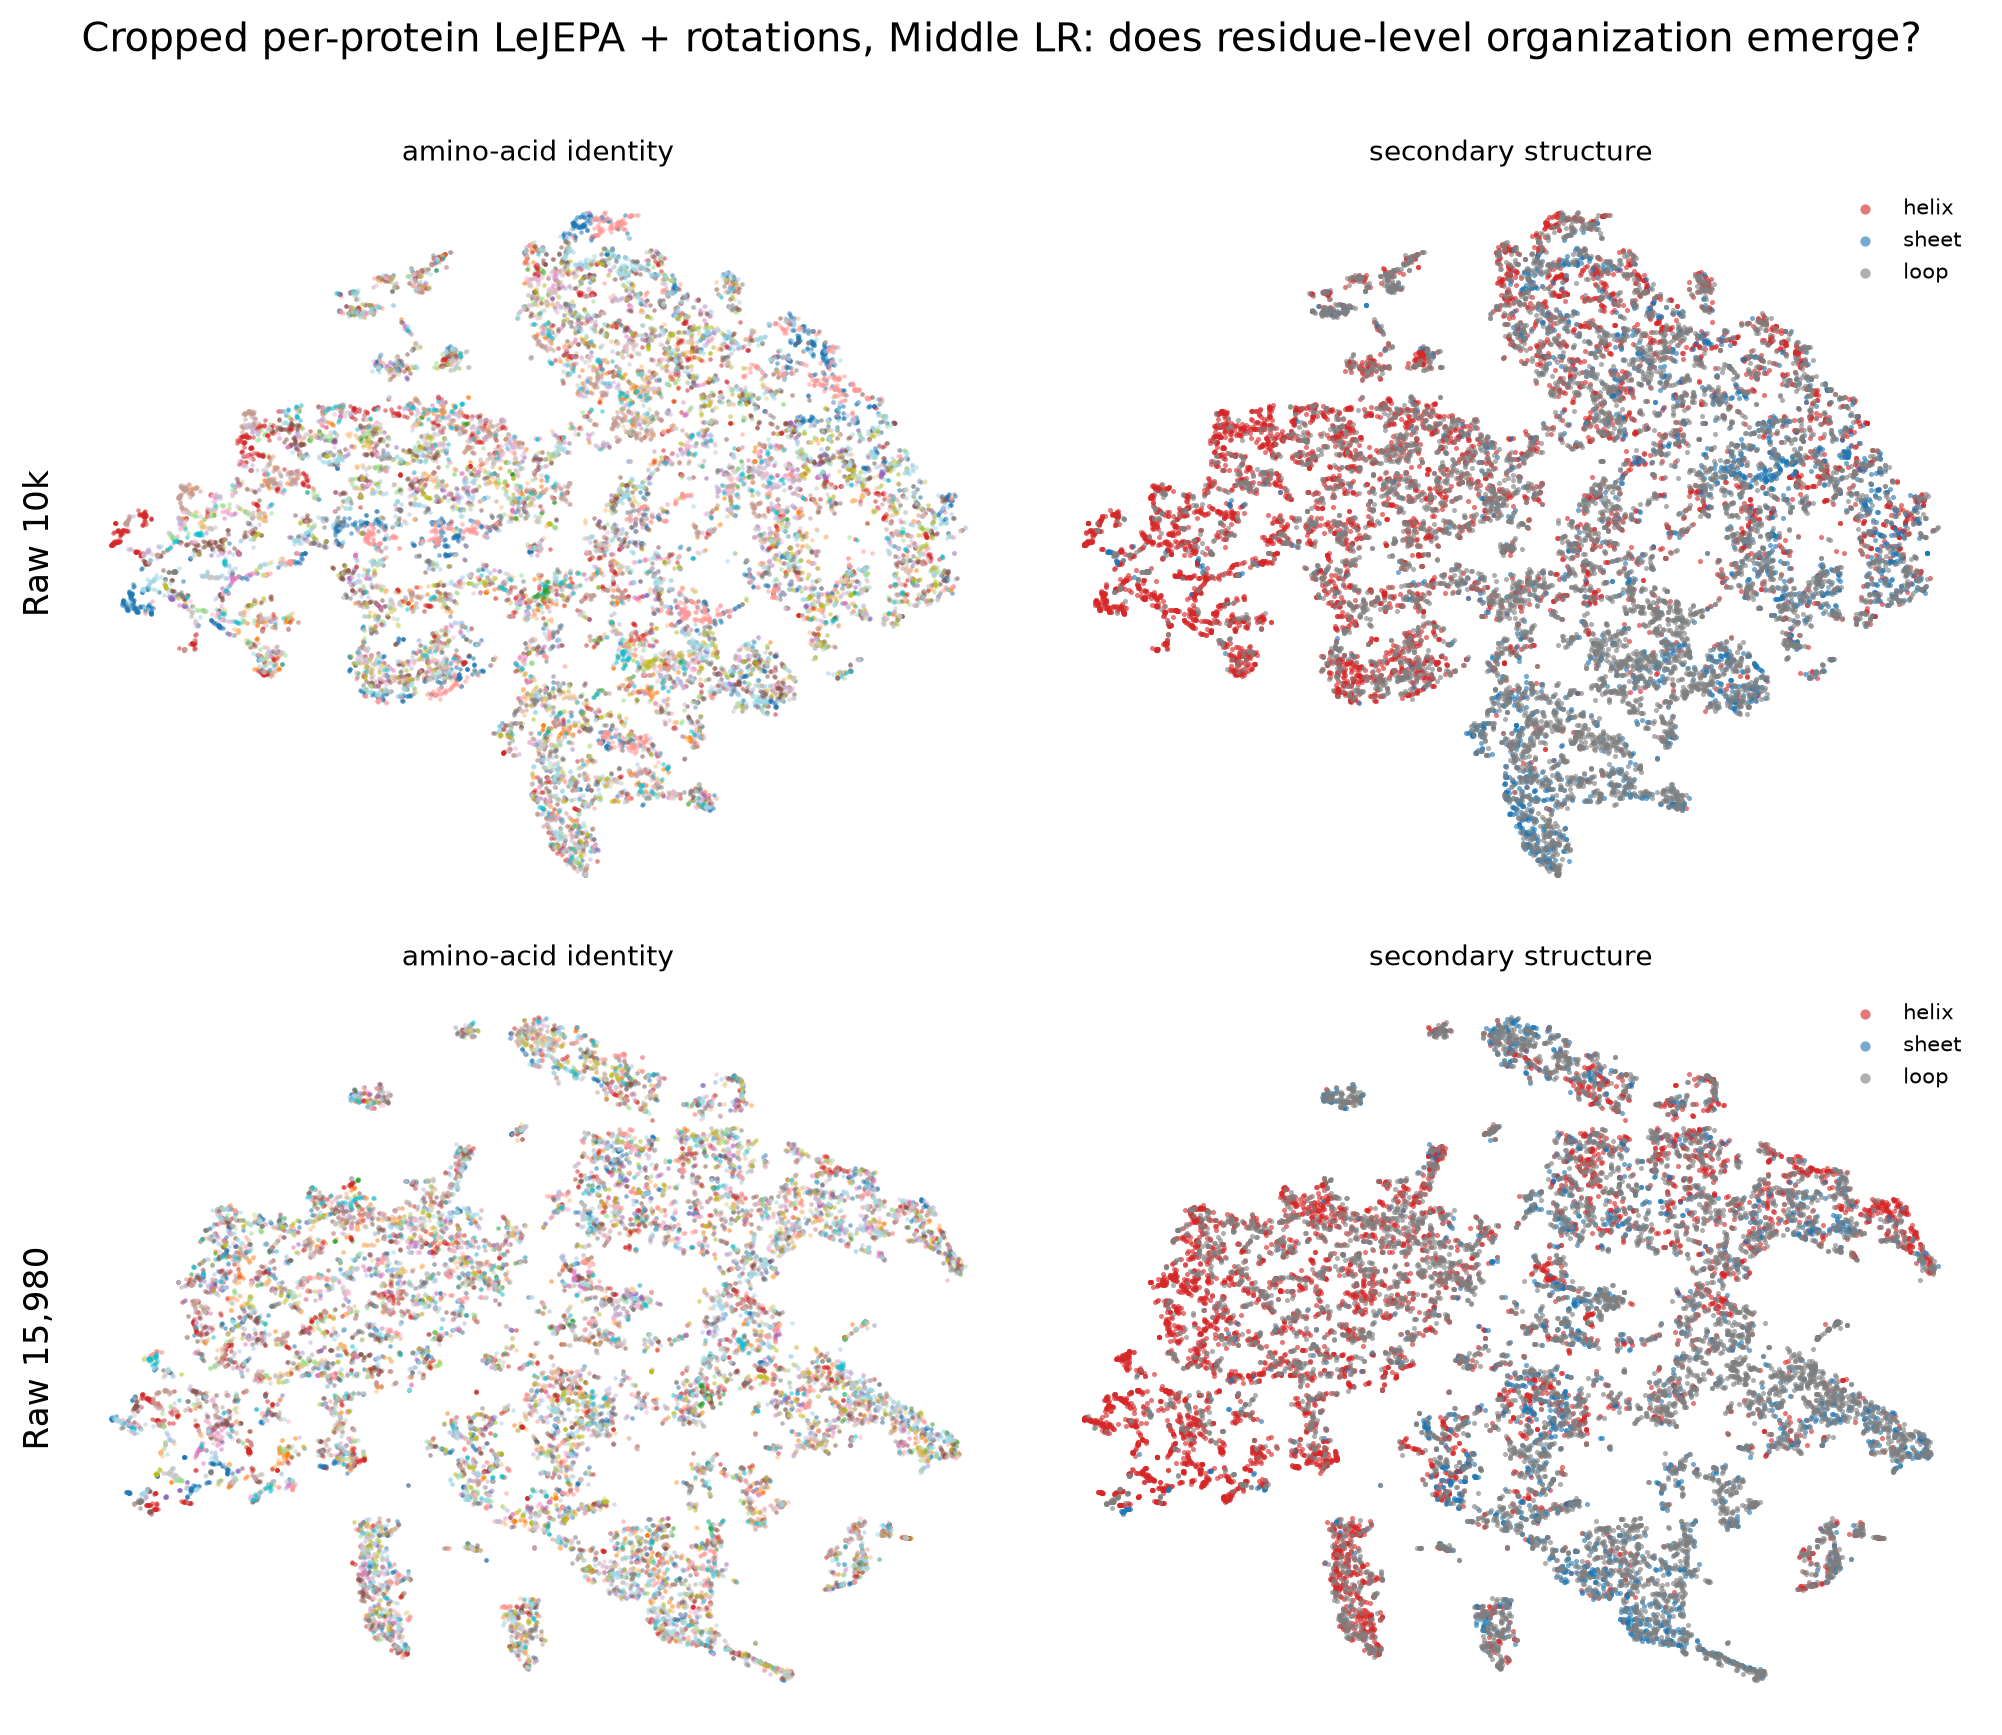 Cropped per-protein LeJEPA + rotations, Middle LR: does residue-level organization emerge?
amino-acid identity
secondary structure
helix
sheet
loop
Raw 10k
amino-acid identity
secondary structure
helix
sheet
loop
Raw 15,980